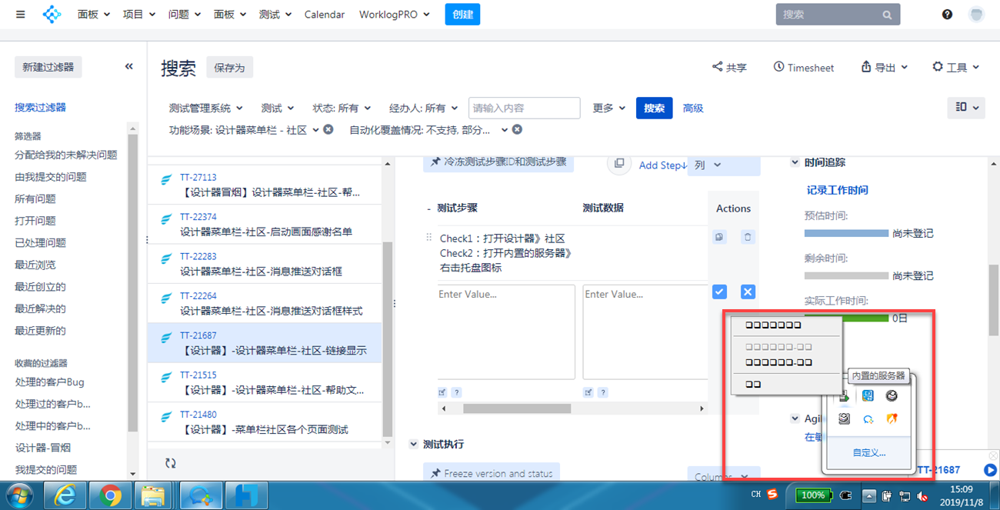 面板 项目 问题 面板 测试 Calendar WorklogPRO 创建 搜索
新建过滤器 «
搜索 保存为
共享 Timesheet 导出 工具
搜索过滤器
测试管理系统 测试 状态: 所有 经办人: 所有 请输入内容 更多 搜索 高级
功能场景: 设计器菜单栏 - 社区 自动化覆盖情况: 不支持, 部分...
筛选器
分配给我的未解决问题
由我提交的问题
所有问题
打开问题
已处理问题
最近浏览
最近创立的
最近解决的
最近更新的
收藏的过滤器
处理的客户Bug
处理过的客户b...
处理中的客户b...
设计器-冒烟
我提交的问题
TT-27113
【设计器冒烟】设计器菜单栏-社区-帮...
TT-22374
设计器菜单栏-社区-启动画面感谢名单
TT-22283
设计器菜单栏-社区-消息推送对话框
TT-22264
设计器菜单栏-社区-消息推送对话框样式
TT-21687
【设计器】-设计器菜单栏-社区-链接显示
TT-21515
【设计器】-设计器菜单栏-社区-帮助文...
TT-21480
【设计器】-菜单栏社区各个页面测试
冷冻测试步骤ID和测试步骤 Add Step↓ 列
- 测试步骤 测试数据 Actions
Check1：打开设计器》社区
Check2：打开内置的服务器》
右击托盘图标
Enter Value... Enter Value...
测试执行
Freeze version and status
Columns
时间追踪
记录工作时间
预估时间:
尚未登记
剩余时间:
尚未登记
实际工作时间:
0日
□□□□□□□
□□□□□□-□□
□□□□□□-□□
□□
内置的服务器
自定义...
TT-21687
CH 100% 15:09
2019/11/8